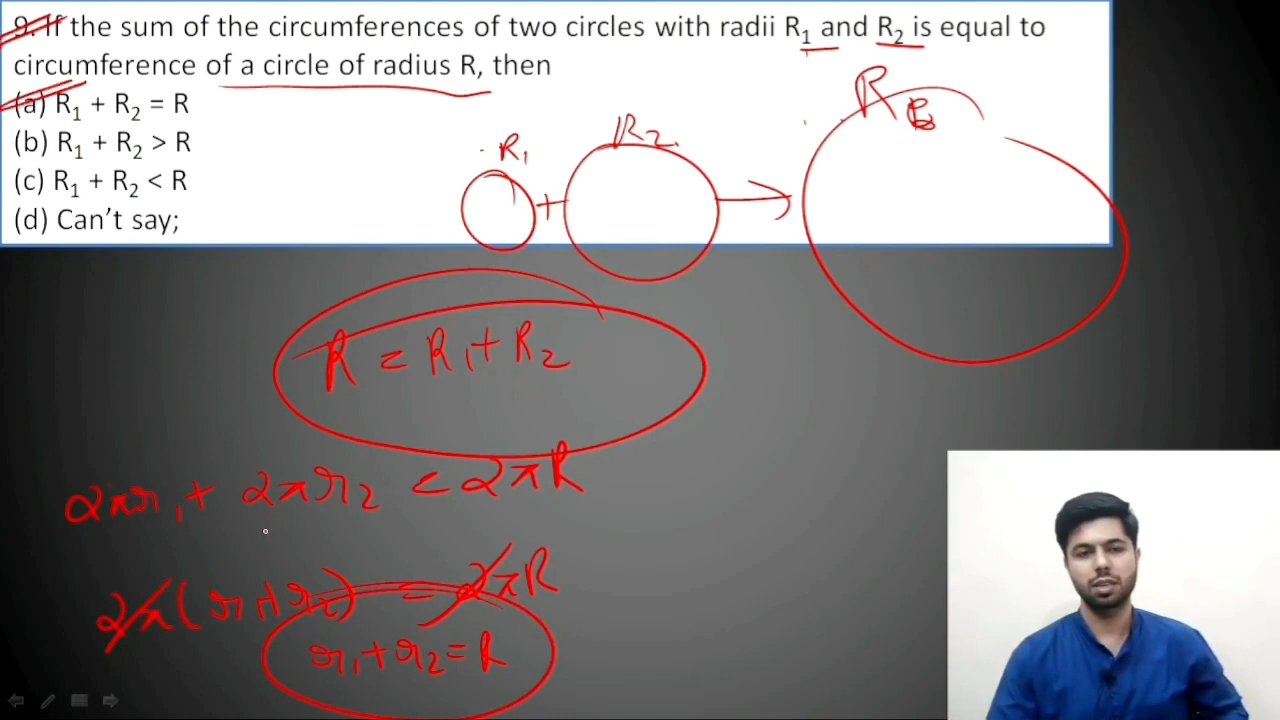 9. If the sum of the circumferences of two circles with radii R₁ and R₂ is equal to
circumference of a circle of radius R, then
(a) R₁ + R₂ = R
(b) R₁ + R₂ > R
(c) R₁ + R₂ < R
(d) Can't say;
R₁ + R₂ → R
R = R₁ + R₂
2πr₁ + 2πr₂ = 2πR
2π(r₁+r₂) = 2πR
r₁+r₂=R